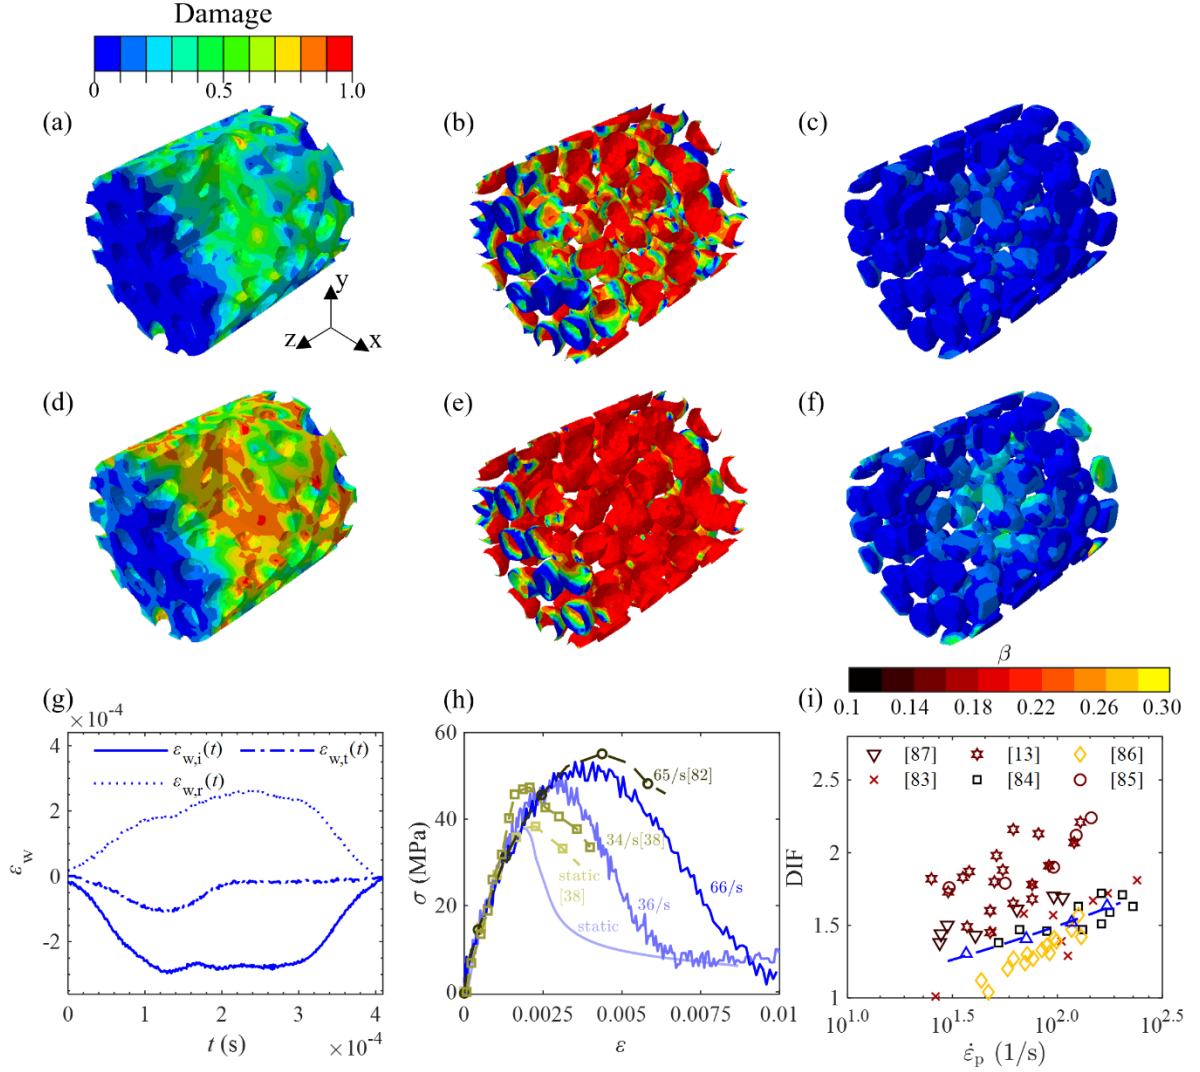 Damage
0 0.5 1.0
(a) (b) (c)
y
z x
(d) (e) (f)
β
0.1 0.14 0.18 0.22 0.26 0.30
(g) (h) (i)
×10⁻⁴
4
2
0
-2
ε_w
ε_w,i(t) ε_w,t(t)
ε_w,r(t)
0 1 2 3 4
t (s)
×10⁻⁴
60
40
20
0
σ (MPa)
65/s[82]
34/s[38]
static
[38]
66/s
36/s
static
0 0.0025 0.005 0.0075 0.01
ε
2.5
2
1.5
1
DIF
[87] [13] [86]
[83] [84] [85]
10^1.0 10^1.5 10^2.0 10^2.5
ε̇_p (1/s)